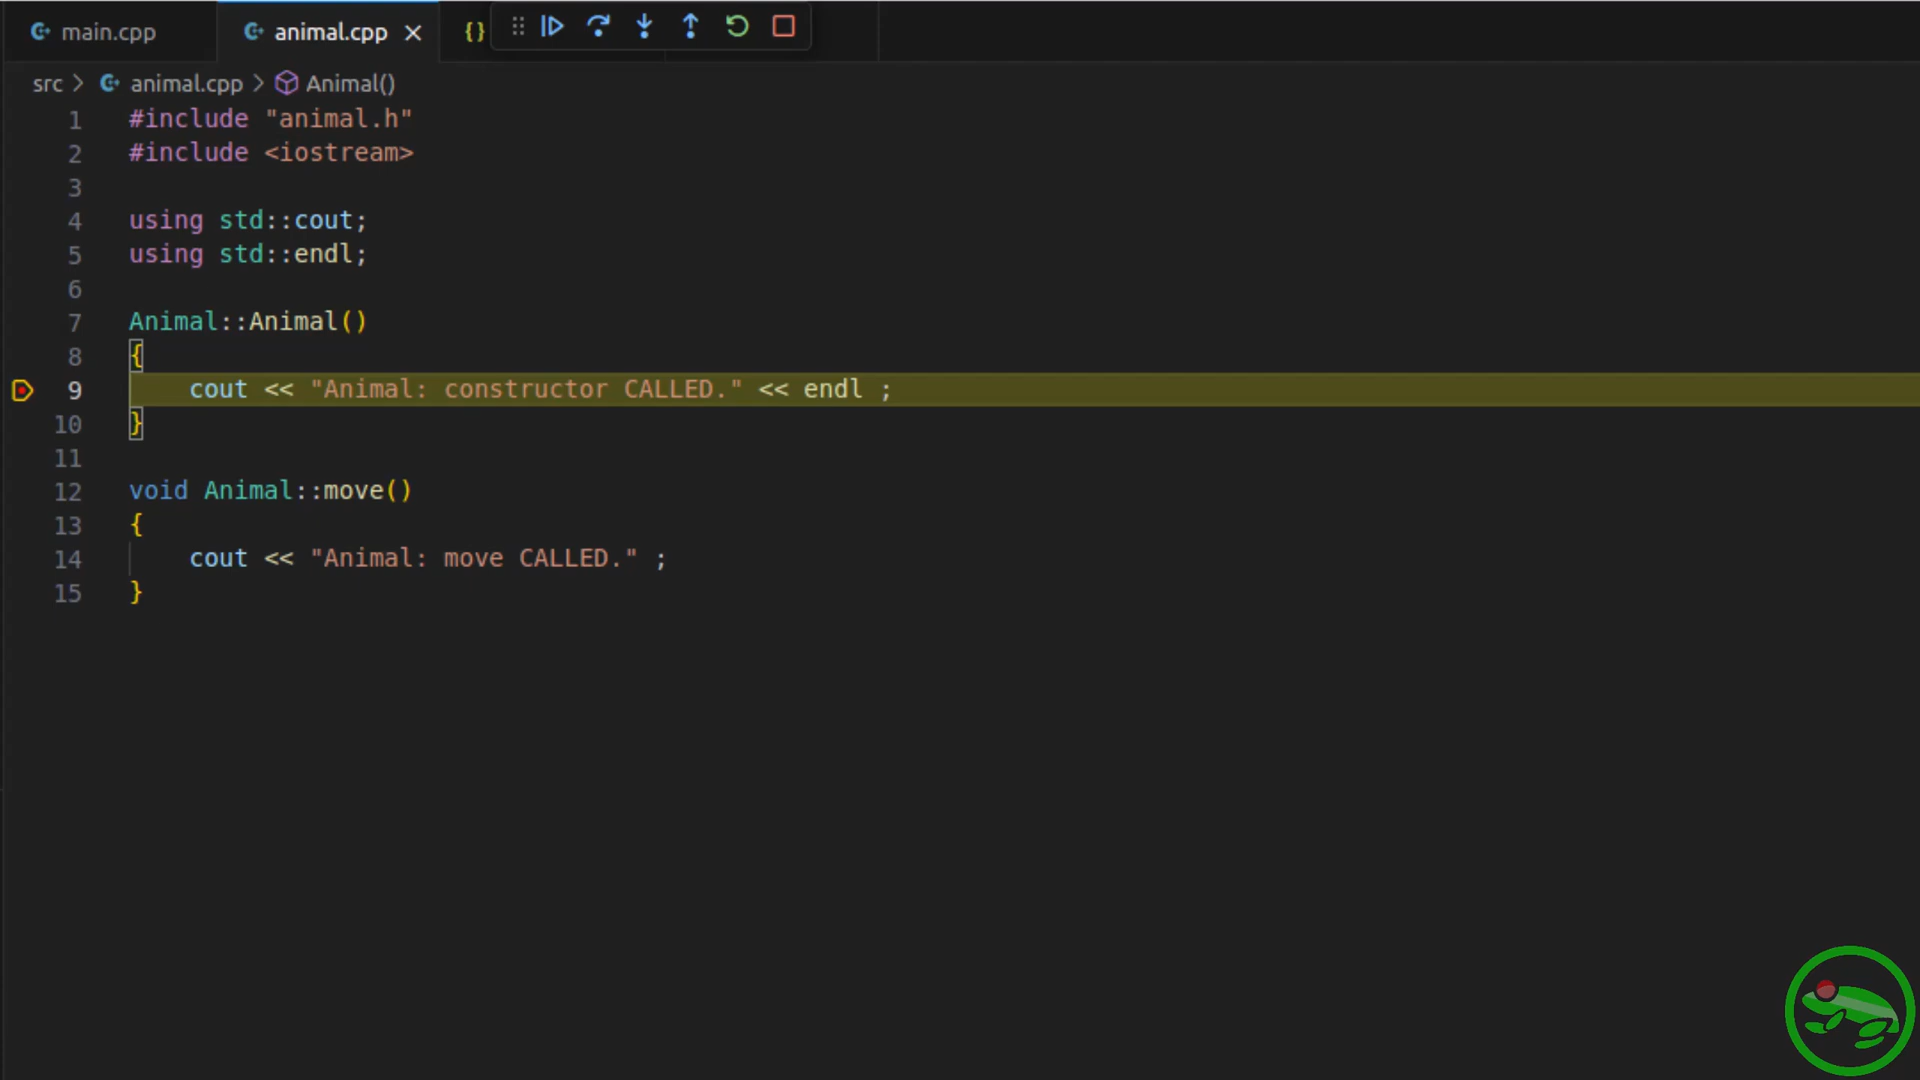 main.cpp animal.cpp {}
src > animal.cpp > Animal()
1 #include "animal.h"
2 #include <iostream>
3
4 using std::cout;
5 using std::endl;
6
7 Animal::Animal()
8 {
9 cout << "Animal: constructor CALLED." << endl ;
10 }
11
12 void Animal::move()
13 {
14 cout << "Animal: move CALLED." ;
15 }